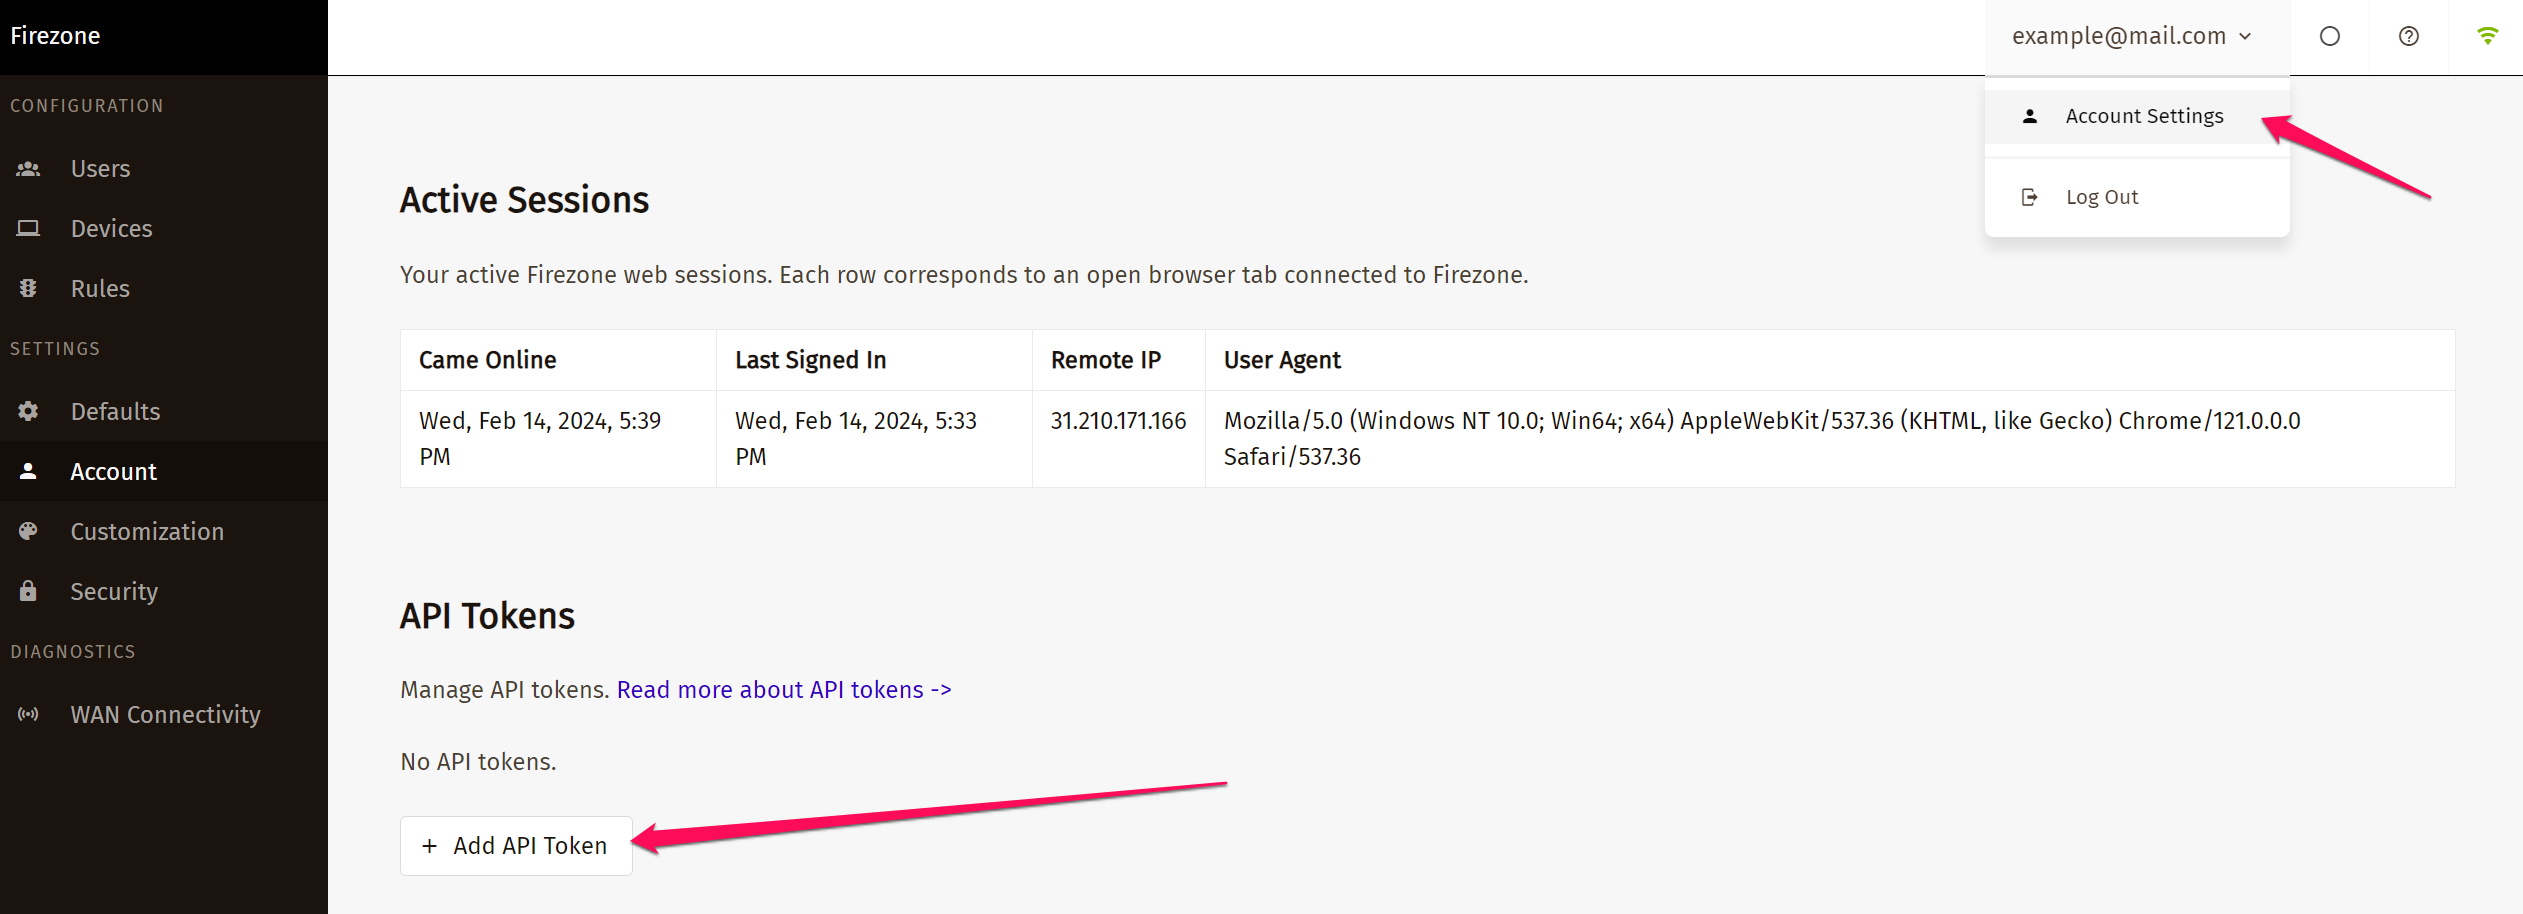 Firezone
example@mail.com
Account Settings
Log Out
CONFIGURATION
Users
Devices
Rules
SETTINGS
Defaults
Account
Customization
Security
DIAGNOSTICS
WAN Connectivity
Active Sessions
Your active Firezone web sessions. Each row corresponds to an open browser tab connected to Firezone.
Came Online Last Signed In Remote IP User Agent
Wed, Feb 14, 2024, 5:39 Wed, Feb 14, 2024, 5:33 31.210.171.166 Mozilla/5.0 (Windows NT 10.0; Win64; x64) AppleWebKit/537.36 (KHTML, like Gecko) Chrome/121.0.0.0
PM PM Safari/537.36
API Tokens
Manage API tokens. Read more about API tokens ->
No API tokens.
+ Add API Token